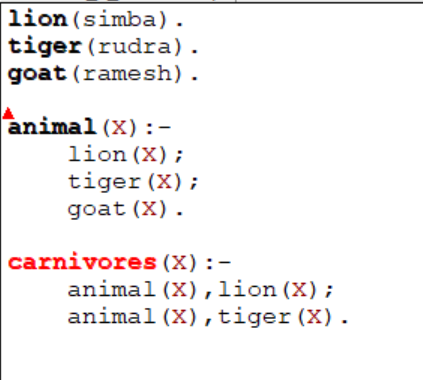 lion(simba).
tiger(rudra).
goat(ramesh).
animal(X):-
lion(X);
tiger(X);
goat(X).
carnivores(X):-
animal(X),lion(X);
animal(X),tiger(X).